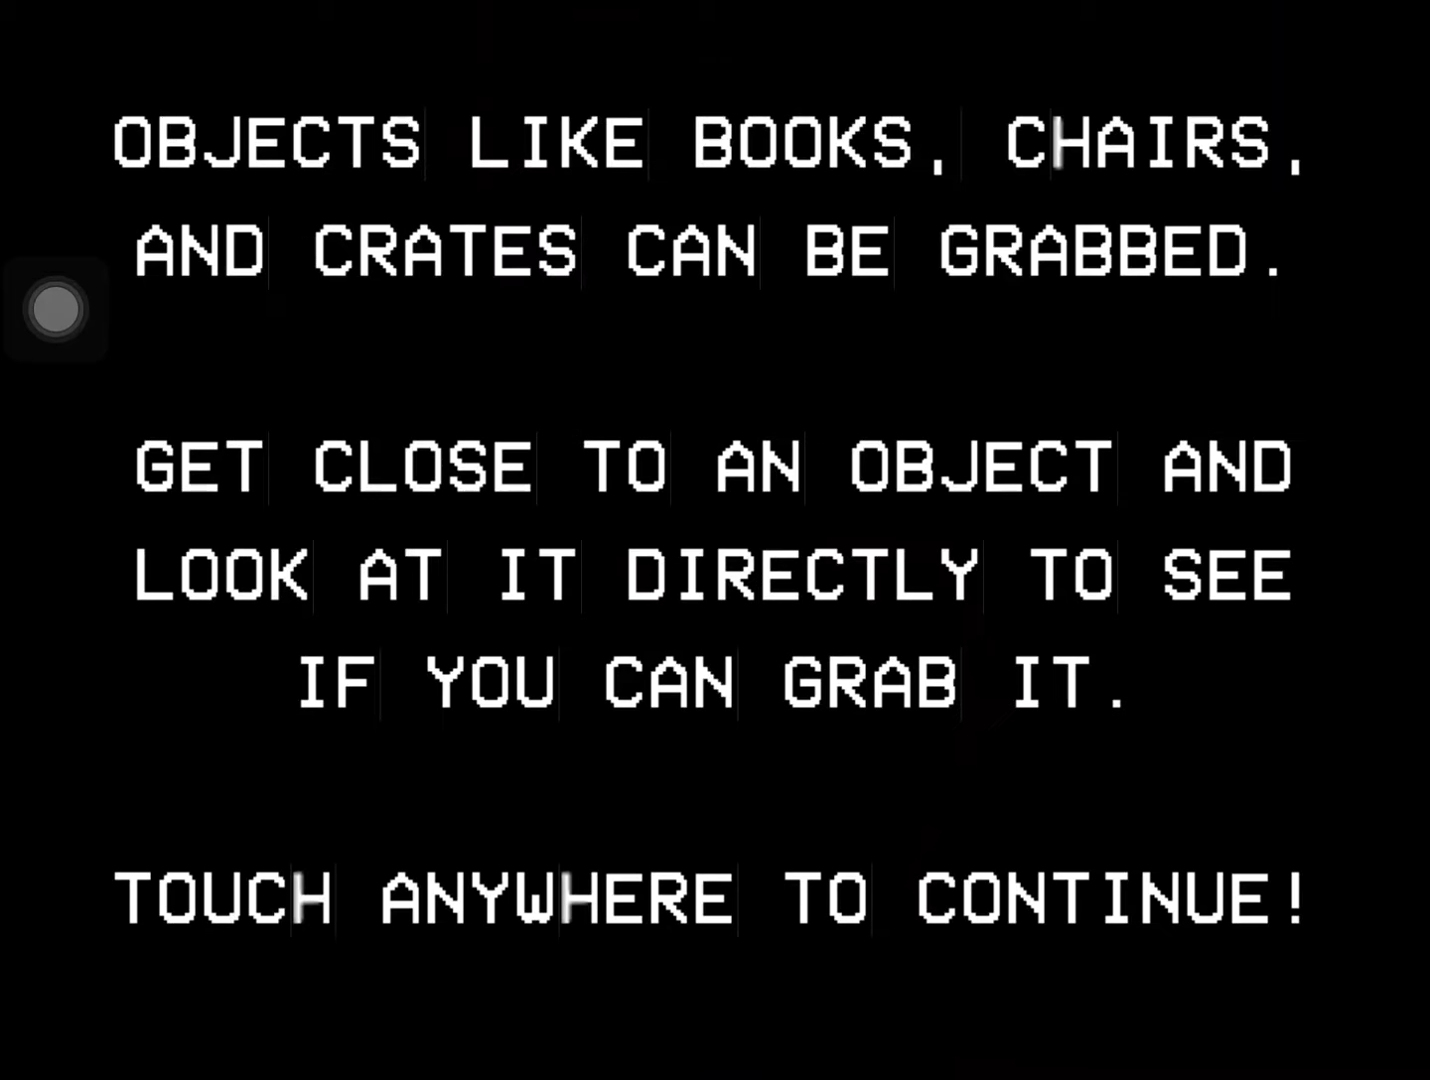 OBJECTS LIKE BOOKS, CHAIRS,
AND CRATES CAN BE GRABBED.
GET CLOSE TO AN OBJECT AND
LOOK AT IT DIRECTLY TO SEE
IF YOU CAN GRAB IT.
TOUCH ANYWHERE TO CONTINUE!